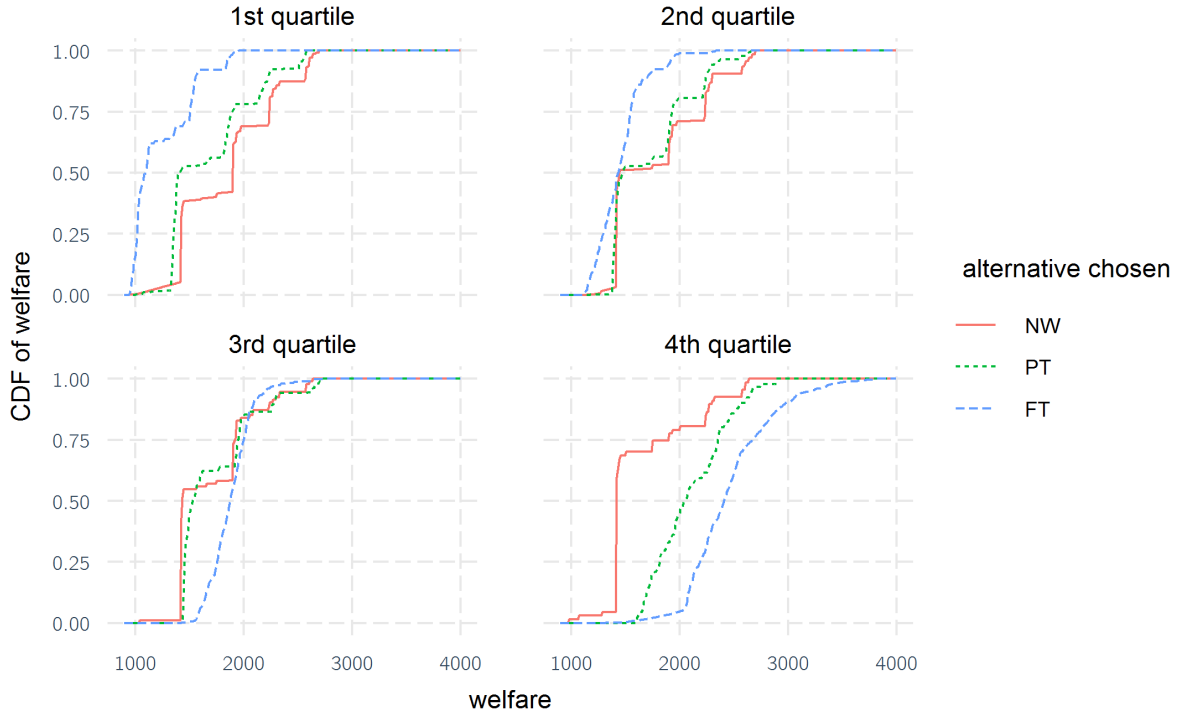 1st quartile
2nd quartile
1.00
0.75
0.50
0.25
0.00
3rd quartile
4th quartile
1.00
0.75
0.50
0.25
0.00
1000 2000 3000 4000
1000 2000 3000 4000
welfare
CDF of welfare
alternative chosen
NW
PT
FT